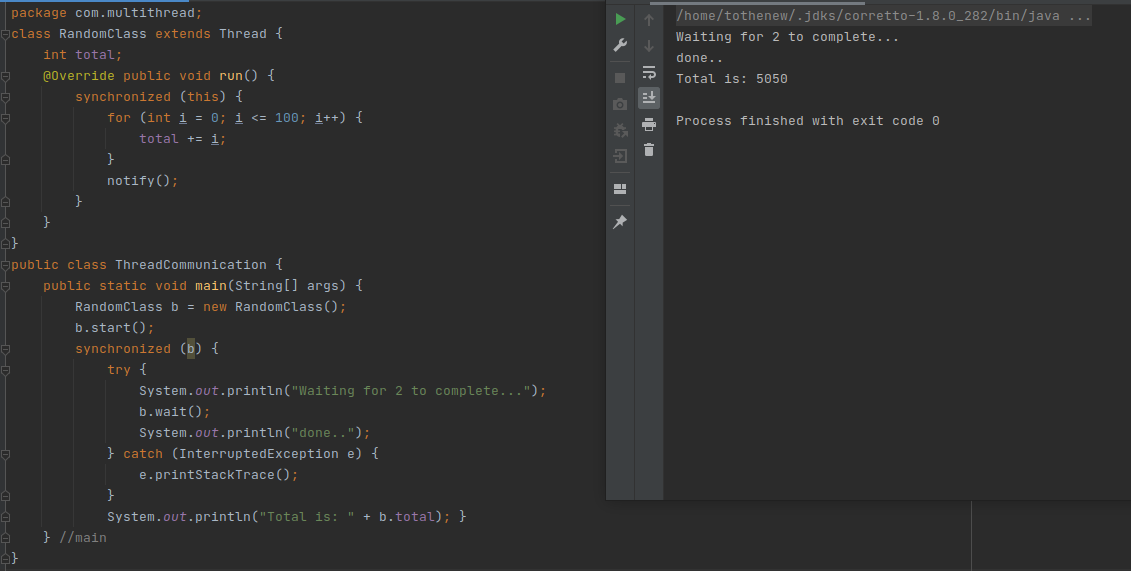 package com.multithread;
class RandomClass extends Thread {
    int total;
    @Override public void run() {
        synchronized (this) {
            for (int i = 0; i <= 100; i++) {
                total += i;
            }
            notify();
        }
    }
}
public class ThreadCommunication {
    public static void main(String[] args) {
        RandomClass b = new RandomClass();
        b.start();
        synchronized (b) {
            try {
                System.out.println("Waiting for 2 to complete...");
                b.wait();
                System.out.println("done..");
            } catch (InterruptedException e) {
                e.printStackTrace();
            }
            System.out.println("Total is: " + b.total); }
    } //main
}
/home/tothenew/.jdks/corretto-1.8.0_282/bin/java ...
Waiting for 2 to complete...
done..
Total is: 5050
Process finished with exit code 0